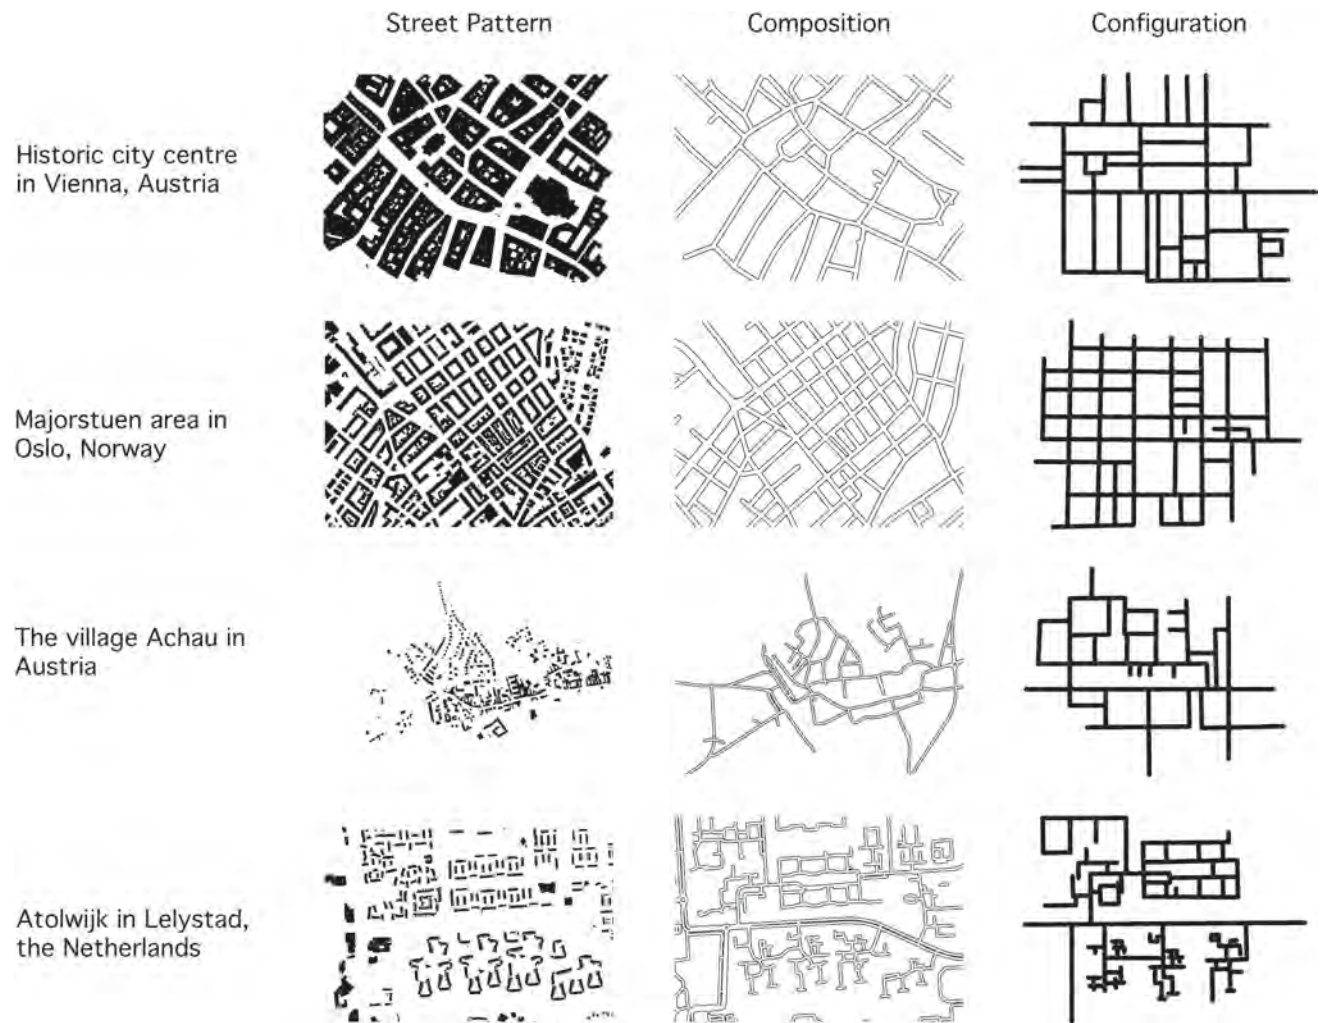 Street Pattern Composition Configuration
Historic city centre
in Vienna, Austria
Majorstuen area in
Oslo, Norway
The village Achau in
Austria
Atolwijk in Lelystad,
the Netherlands